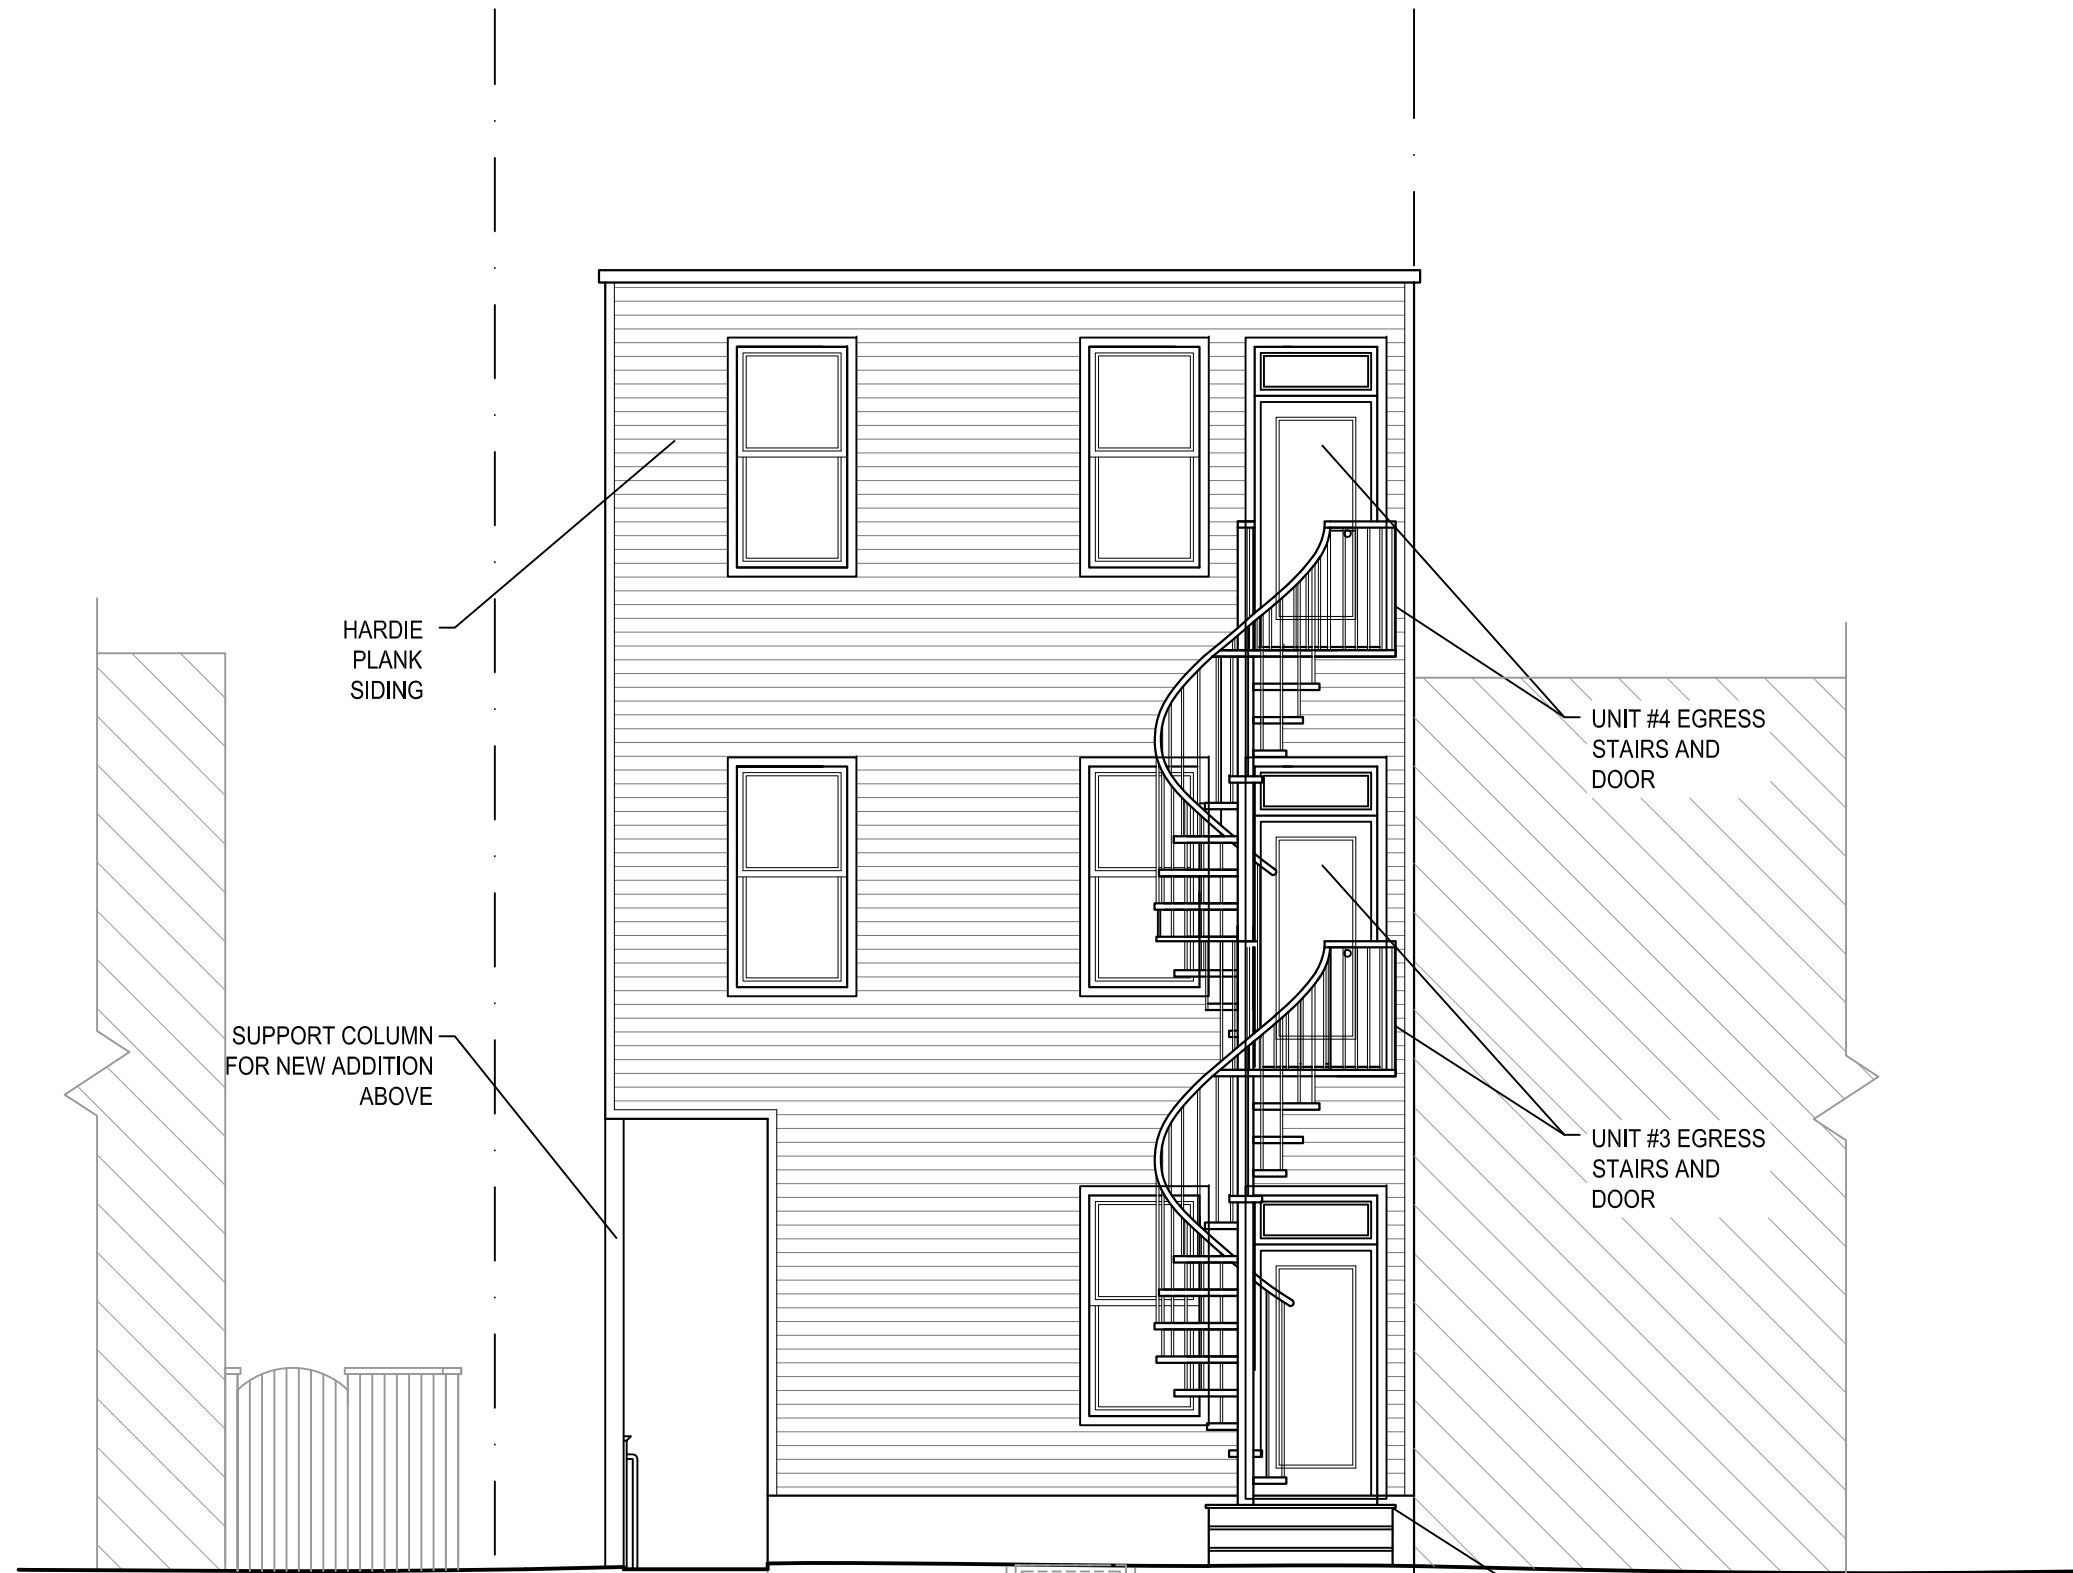 HARDIE
PLANK
SIDING
UNIT #4 EGRESS
STAIRS AND
DOOR
SUPPORT COLUMN
FOR NEW ADDITION
ABOVE
UNIT #3 EGRESS
STAIRS AND
DOOR